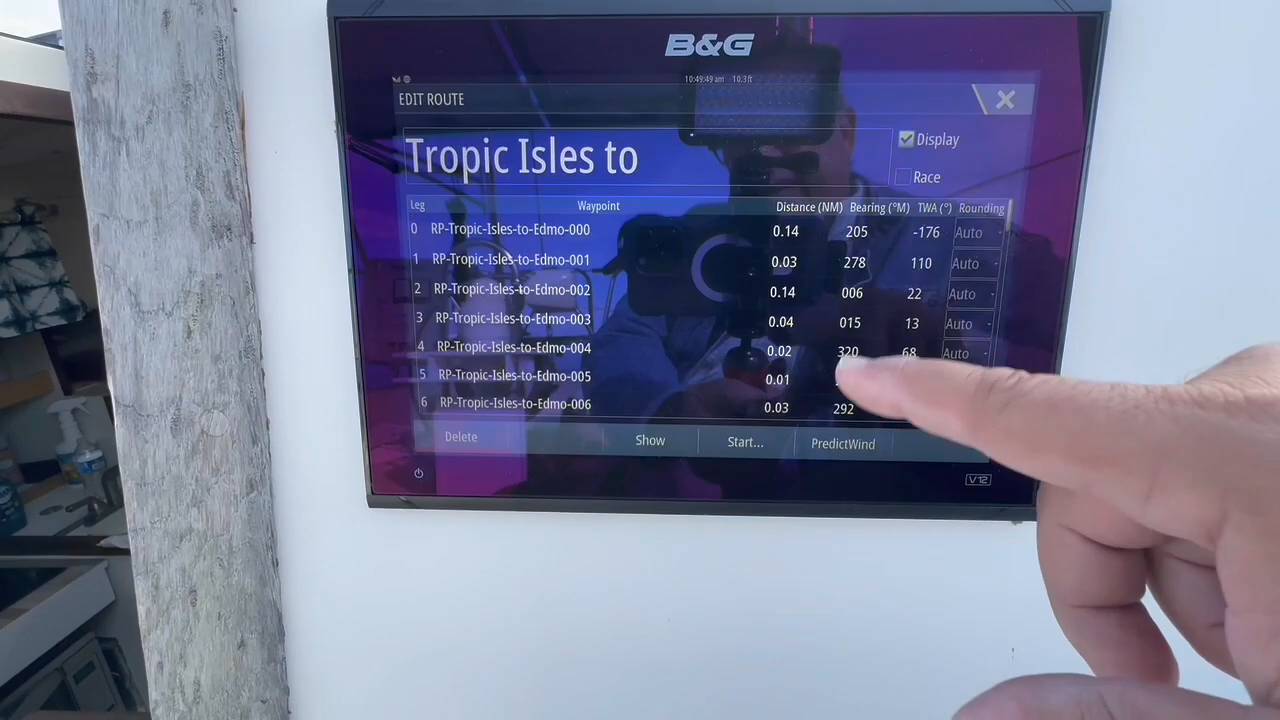 B&G
10:49:49 am 10.3ft
EDIT ROUTE
Tropic Isles to
Display
Race
Leg Waypoint Distance (NM) Bearing (°M) TWA (°) Rounding
0 RP-Tropic-Isles-to-Edmo-000 0.14 205 -176 Auto
1 RP-Tropic-Isles-to-Edmo-001 0.03 278 110 Auto
2 RP-Tropic-Isles-to-Edmo-002 0.14 006 22 Auto
3 RP-Tropic-Isles-to-Edmo-003 0.04 015 13 Auto
4 RP-Tropic-Isles-to-Edmo-004 0.02 320 68 Auto
5 RP-Tropic-Isles-to-Edmo-005 0.01
6 RP-Tropic-Isles-to-Edmo-006 0.03 292
Delete Show Start... PredictWind
V12